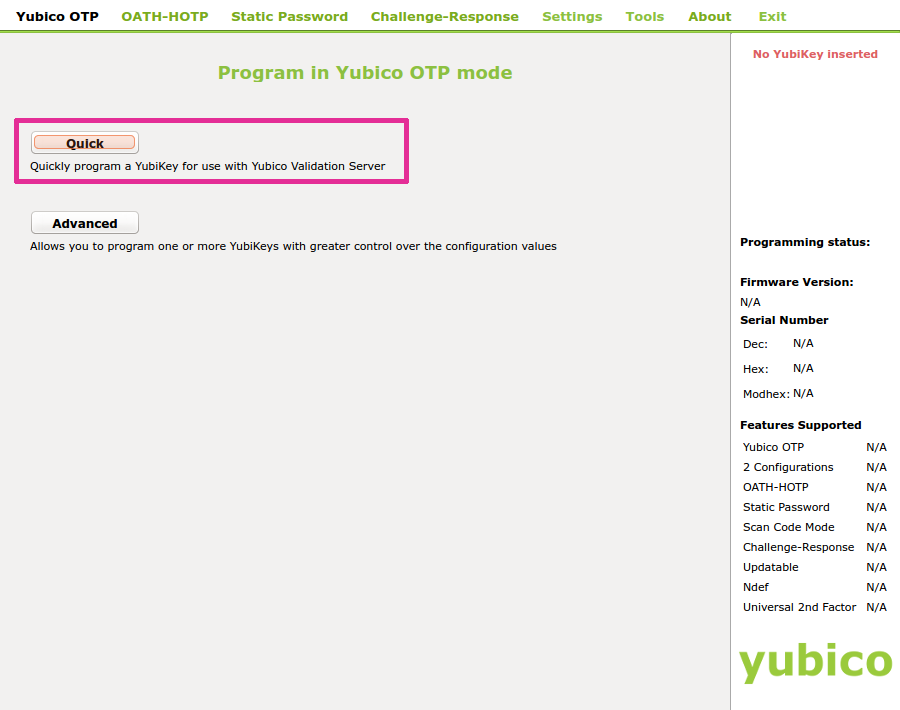 Yubico OTP OATH-HOTP Static Password Challenge-Response Settings Tools About Exit
Program in Yubico OTP mode
Quick
Quickly program a YubiKey for use with Yubico Validation Server
Advanced
Allows you to program one or more YubiKeys with greater control over the configuration values
No YubiKey inserted
Programming status:
Firmware Version:
N/A
Serial Number
Dec: N/A
Hex: N/A
Modhex: N/A
Features Supported
Yubico OTP N/A
2 Configurations N/A
OATH-HOTP N/A
Static Password N/A
Scan Code Mode N/A
Challenge-Response N/A
Updatable N/A
Ndef N/A
Universal 2nd Factor N/A
yubico